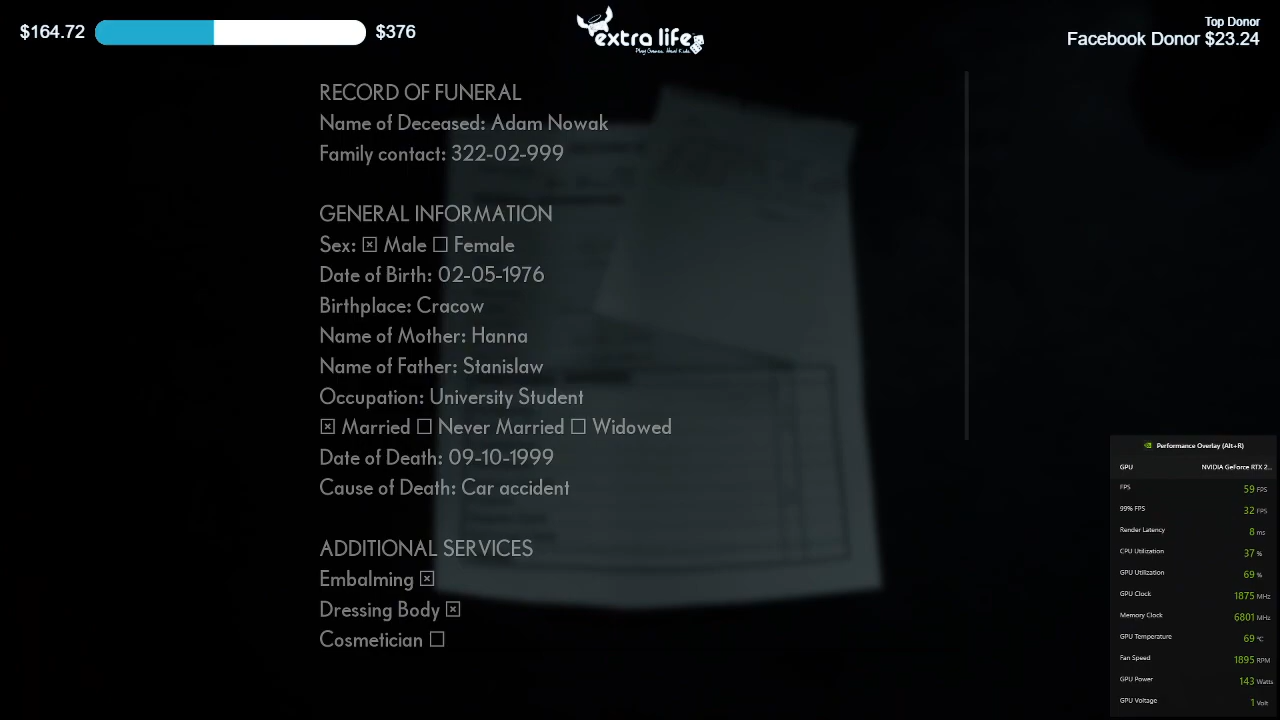 $164.72
$376
extra life
Play Games. Heal Kids.
Top Donor
Facebook Donor $23.24
RECORD OF FUNERAL
Name of Deceased: Adam Nowak
Family contact: 322-02-999
GENERAL INFORMATION
Sex: ☒ Male ☐ Female
Date of Birth: 02-05-1976
Birthplace: Cracow
Name of Mother: Hanna
Name of Father: Stanislaw
Occupation: University Student
☒ Married ☐ Never Married ☐ Widowed
Date of Death: 09-10-1999
Cause of Death: Car accident
ADDITIONAL SERVICES
Embalming ☒
Dressing Body ☒
Cosmetician ☐
Performance Overlay (Alt+R)
GPU NVIDIA GeForce RTX 2...
FPS 59 FPS
99% FPS 32 FPS
Render Latency 8 ms
CPU Utilization 37 %
GPU Utilization 69 %
GPU Clock 1875 MHz
Memory Clock 6801 MHz
GPU Temperature 69 °C
Fan Speed 1895 RPM
GPU Power 143 Watts
GPU Voltage 1 Volt